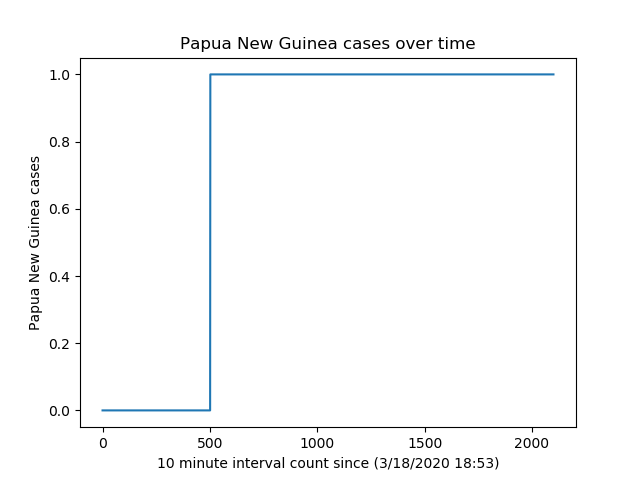 Papua New Guinea cases over time
Papua New Guinea cases
1.0
0.8
0.6
0.4
0.2
0.0
0 500 1000 1500 2000
10 minute interval count since (3/18/2020 18:53)